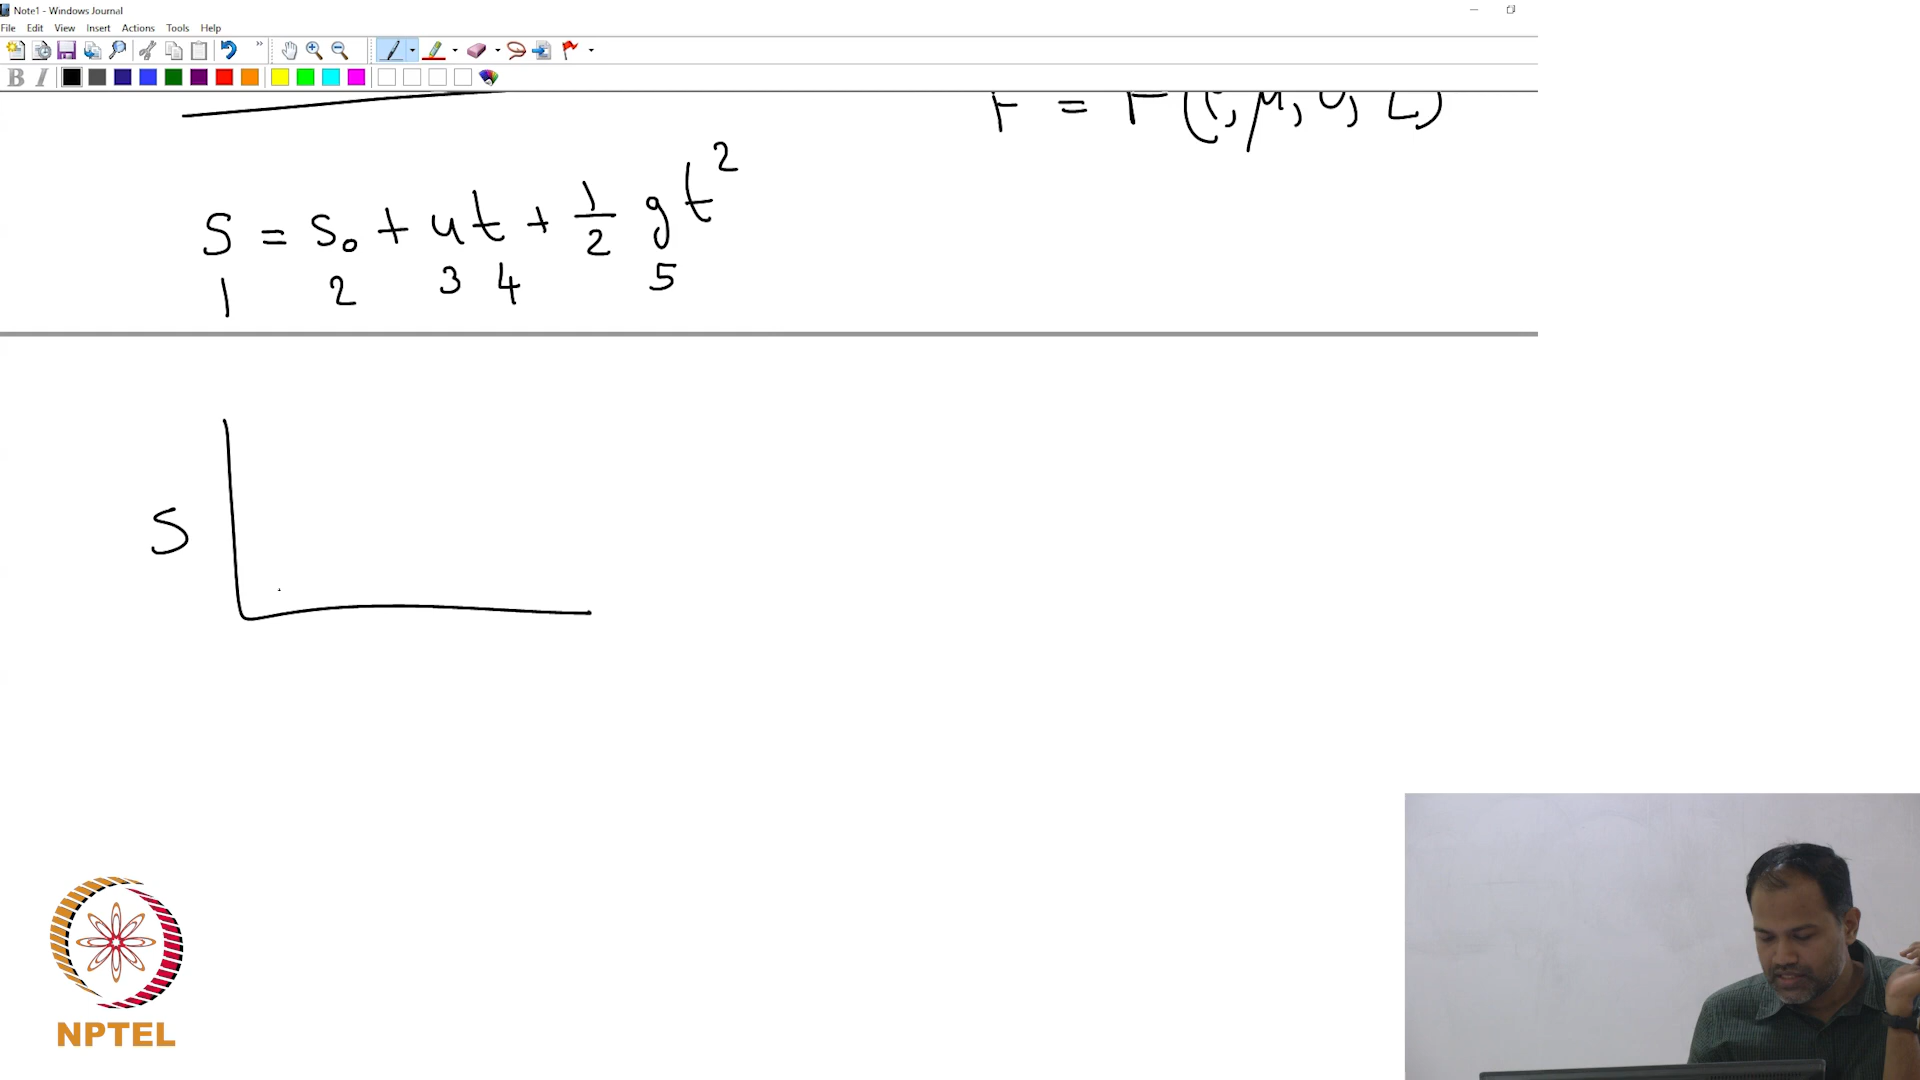 Note1 - Windows Journal
File Edit View Insert Actions Tools Help
B I
S = S₀ + ut + 1/2 gt²
1 2 3 4 5
S
NPTEL